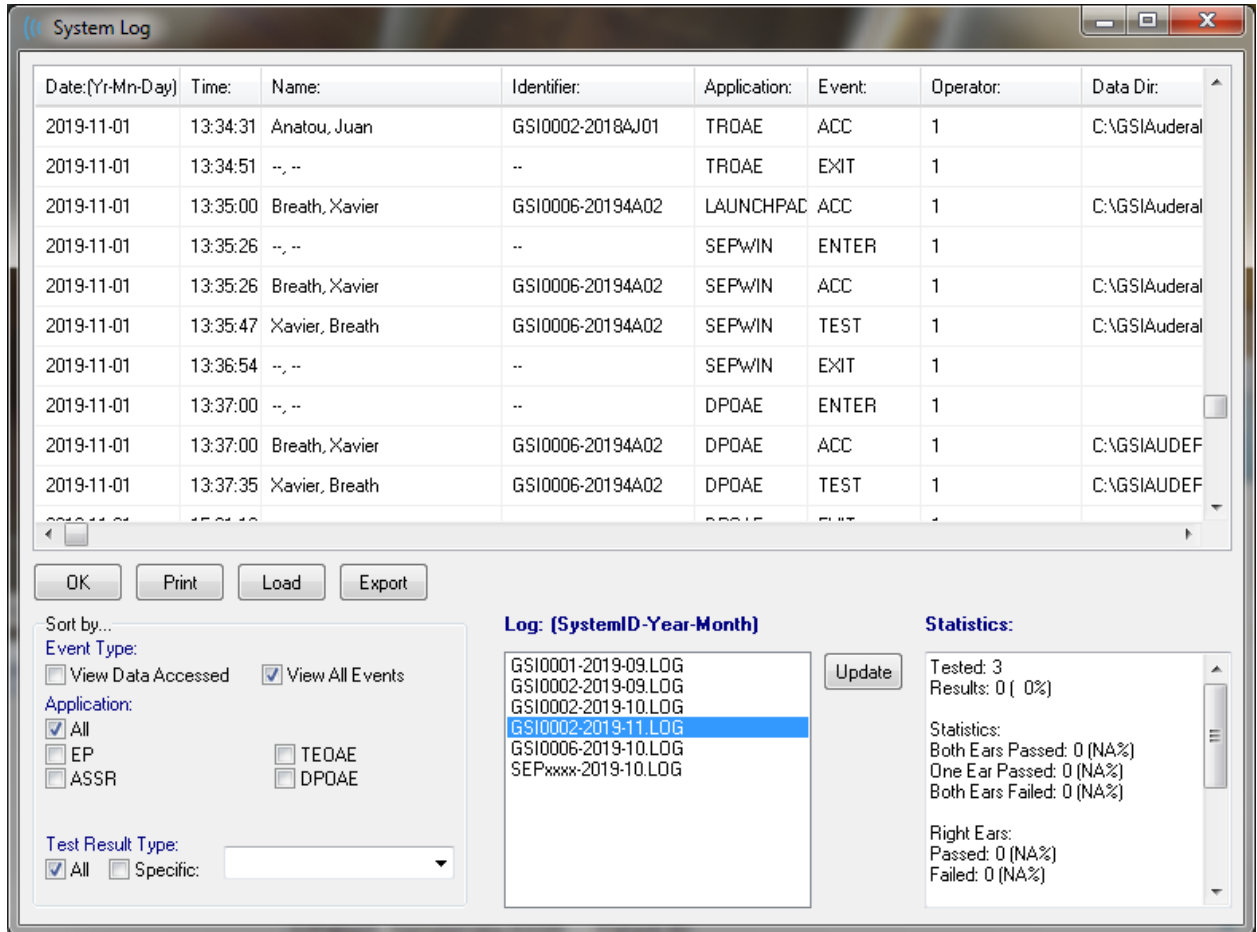 System Log
Date:(Yr-Mn-Day) Time: Name: Identifier: Application: Event: Operator: Data Dir:
2019-11-01 13:34:31 Anatou, Juan GSI0002-2018AJ01 TROAE ACC 1 C:\GSIAuderal
2019-11-01 13:34:51 --, -- -- TROAE EXIT 1
2019-11-01 13:35:00 Breath, Xavier GSI0006-20194A02 LAUNCHPAD ACC 1 C:\GSIAuderal
2019-11-01 13:35:26 --, -- -- SEPWIN ENTER 1
2019-11-01 13:35:26 Breath, Xavier GSI0006-20194A02 SEPWIN ACC 1 C:\GSIAuderal
2019-11-01 13:35:47 Xavier, Breath GSI0006-20194A02 SEPWIN TEST 1 C:\GSIAuderal
2019-11-01 13:36:54 --, -- -- SEPWIN EXIT 1
2019-11-01 13:37:00 --, -- -- DPOAE ENTER 1
2019-11-01 13:37:00 Breath, Xavier GSI0006-20194A02 DPOAE ACC 1 C:\GSIAUDEF
2019-11-01 13:37:35 Xavier, Breath GSI0006-20194A02 DPOAE TEST 1 C:\GSIAUDEF
OK Print Load Export
Sort by...
Event Type:
View Data Accessed View All Events
Application:
All
EP TEOAE
ASSR DPOAE
Test Result Type:
All Specific:
Log: (SystemID-Year-Month)
GSI0001-2019-09.LOG
GSI0002-2019-09.LOG
GSI0002-2019-10.LOG
GSI0002-2019-11.LOG
GSI0006-2019-10.LOG
SEPxxxx-2019-10.LOG
Update
Statistics:
Tested: 3
Results: 0 ( 0%)
Statistics:
Both Ears Passed: 0 (NA%)
One Ear Passed: 0 (NA%)
Both Ears Failed: 0 (NA%)
Right Ears:
Passed: 0 (NA%)
Failed: 0 (NA%)